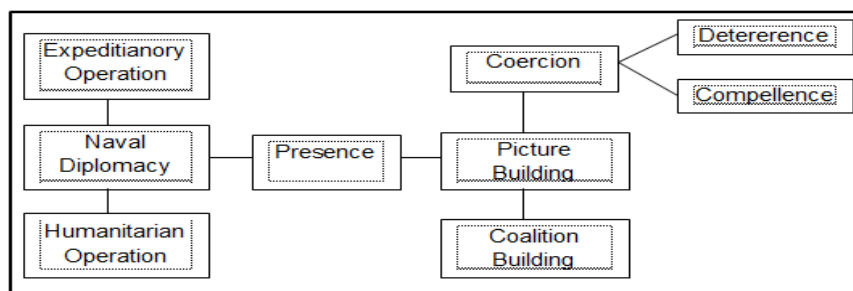 Expeditianory
Operation
Naval
Diplomacy
Humanitarian
Operation
Presence
Coercion
Picture
Building
Coalition
Building
Detererence
Compellence